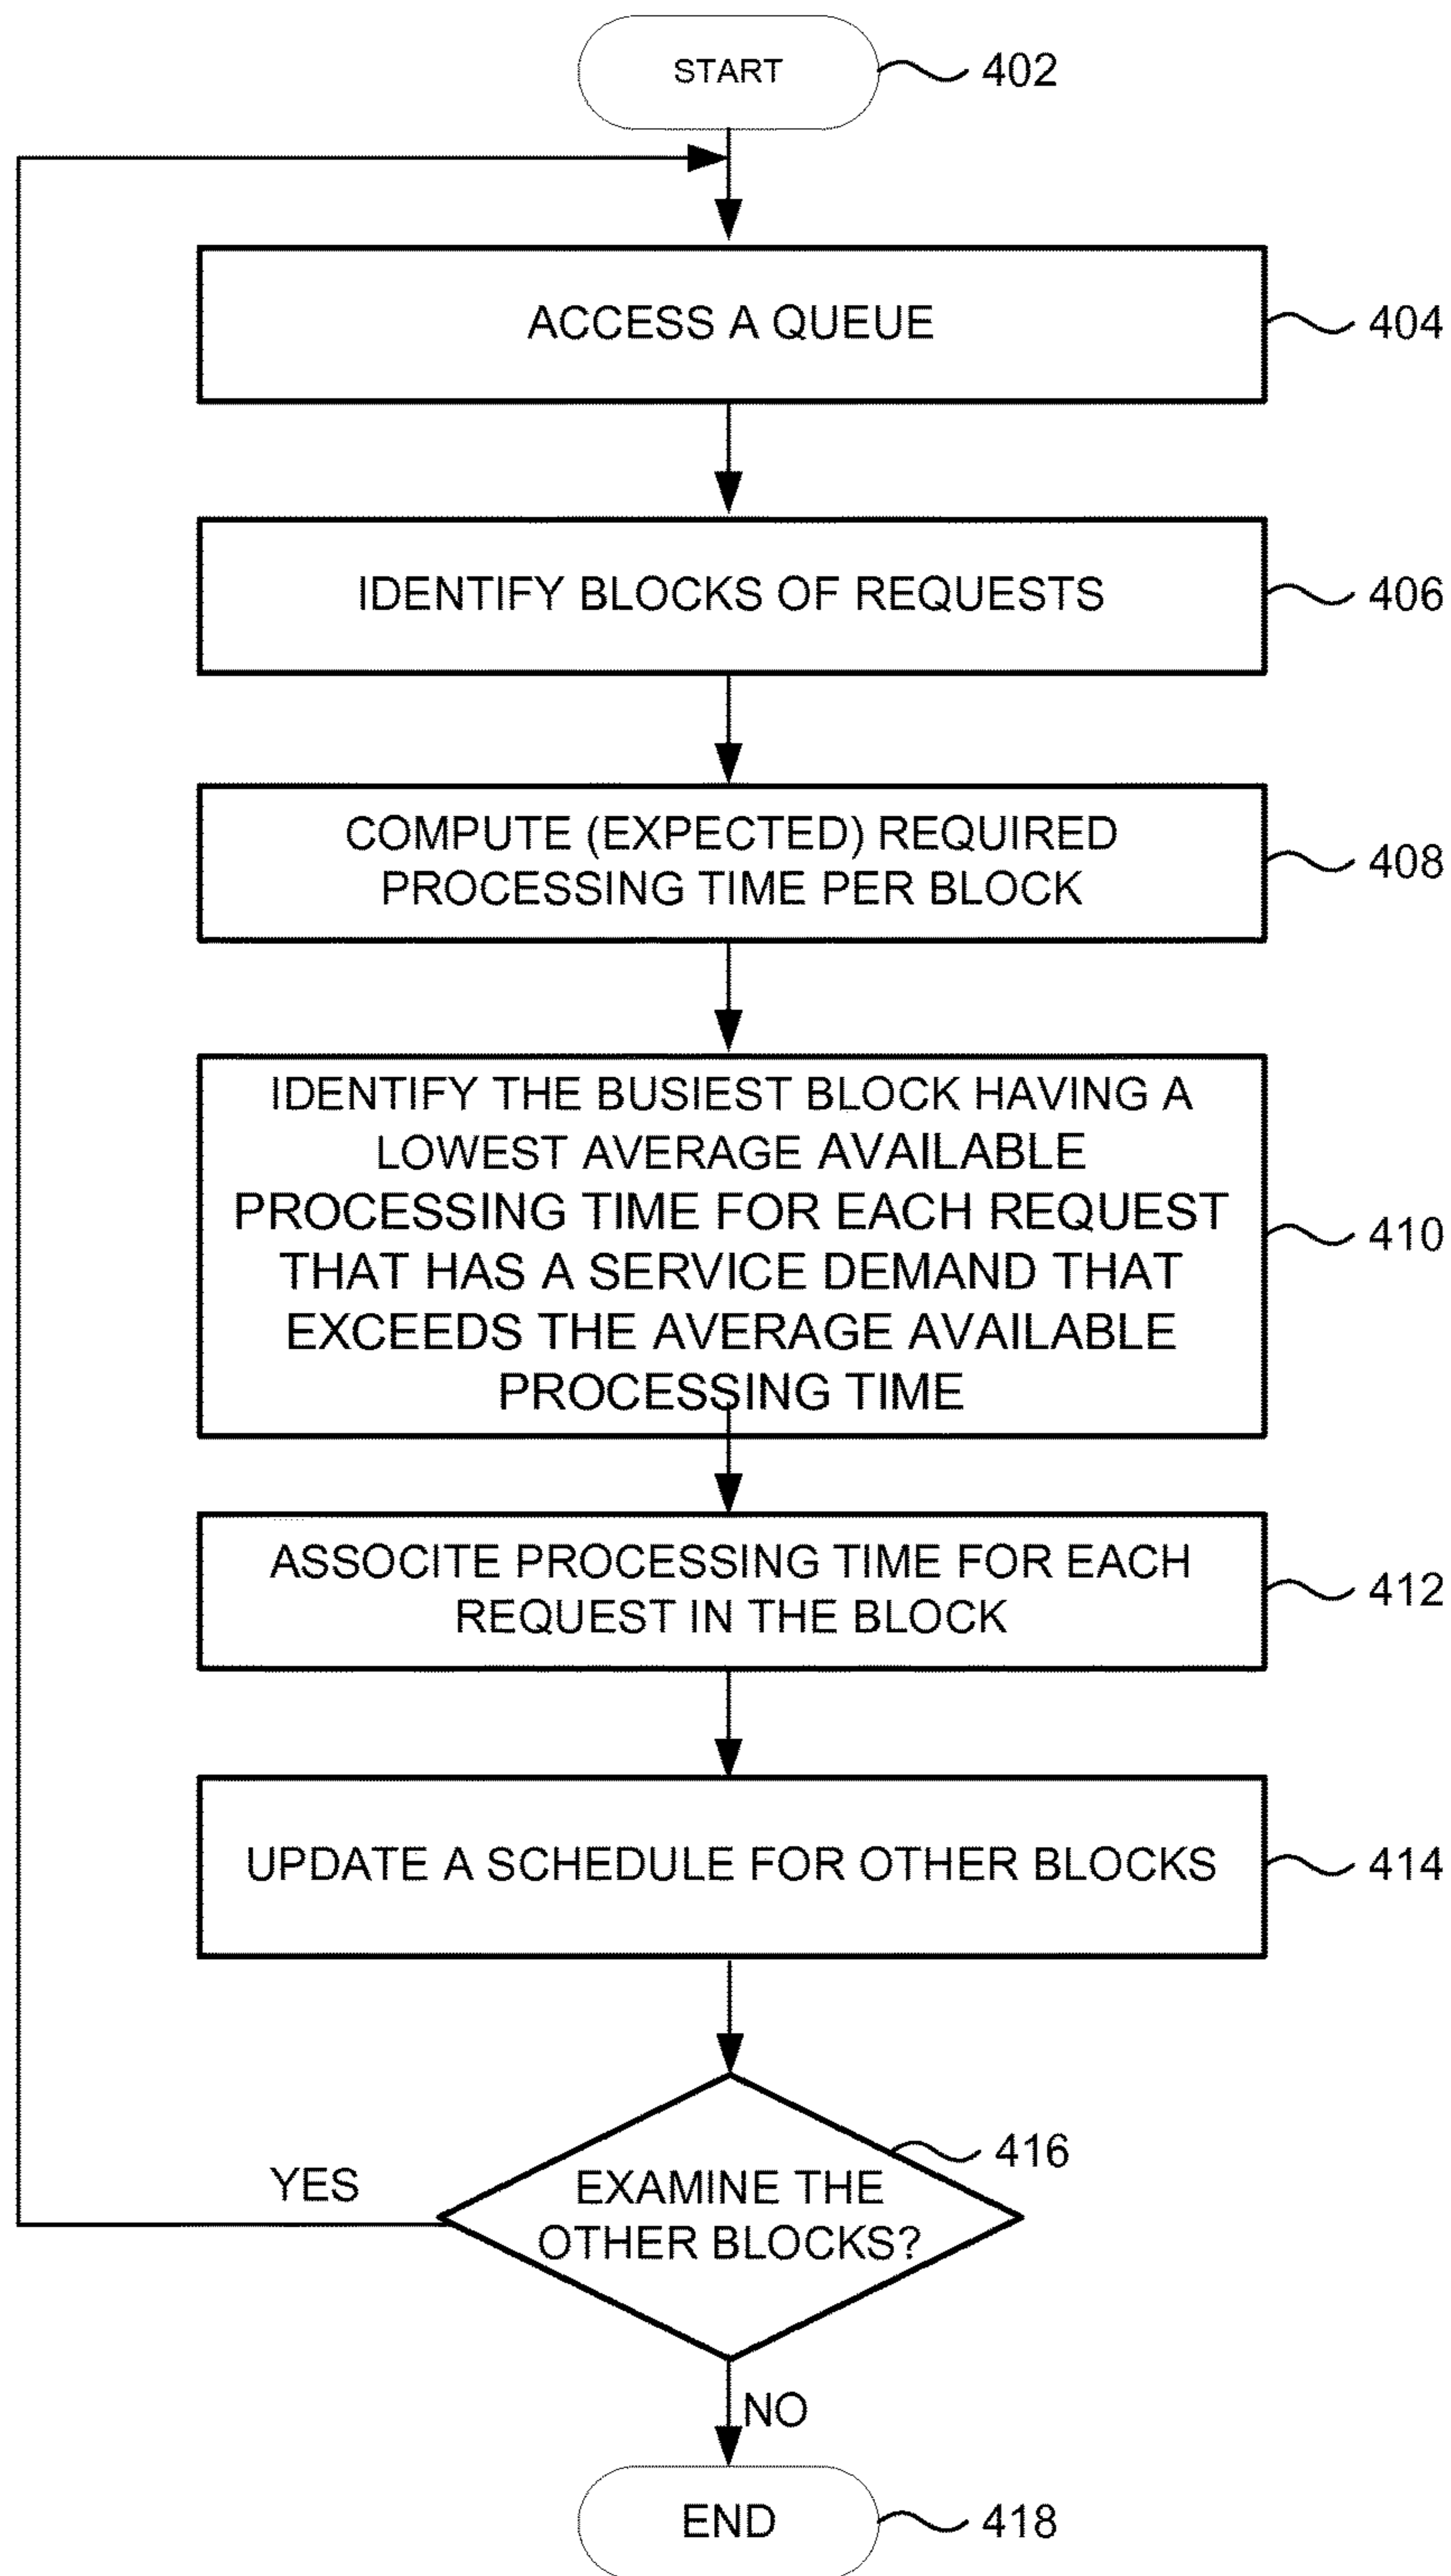 START
402
ACCESS A QUEUE
404
IDENTIFY BLOCKS OF REQUESTS
406
COMPUTE (EXPECTED) REQUIRED
PROCESSING TIME PER BLOCK
408
IDENTIFY THE BUSIEST BLOCK HAVING A
LOWEST AVERAGE AVAILABLE
PROCESSING TIME FOR EACH REQUEST
THAT HAS A SERVICE DEMAND THAT
EXCEEDS THE AVERAGE AVAILABLE
PROCESSING TIME
410
ASSOCITE PROCESSING TIME FOR EACH
REQUEST IN THE BLOCK
412
UPDATE A SCHEDULE FOR OTHER BLOCKS
414
416
YES
EXAMINE THE
OTHER BLOCKS?
NO
END
418